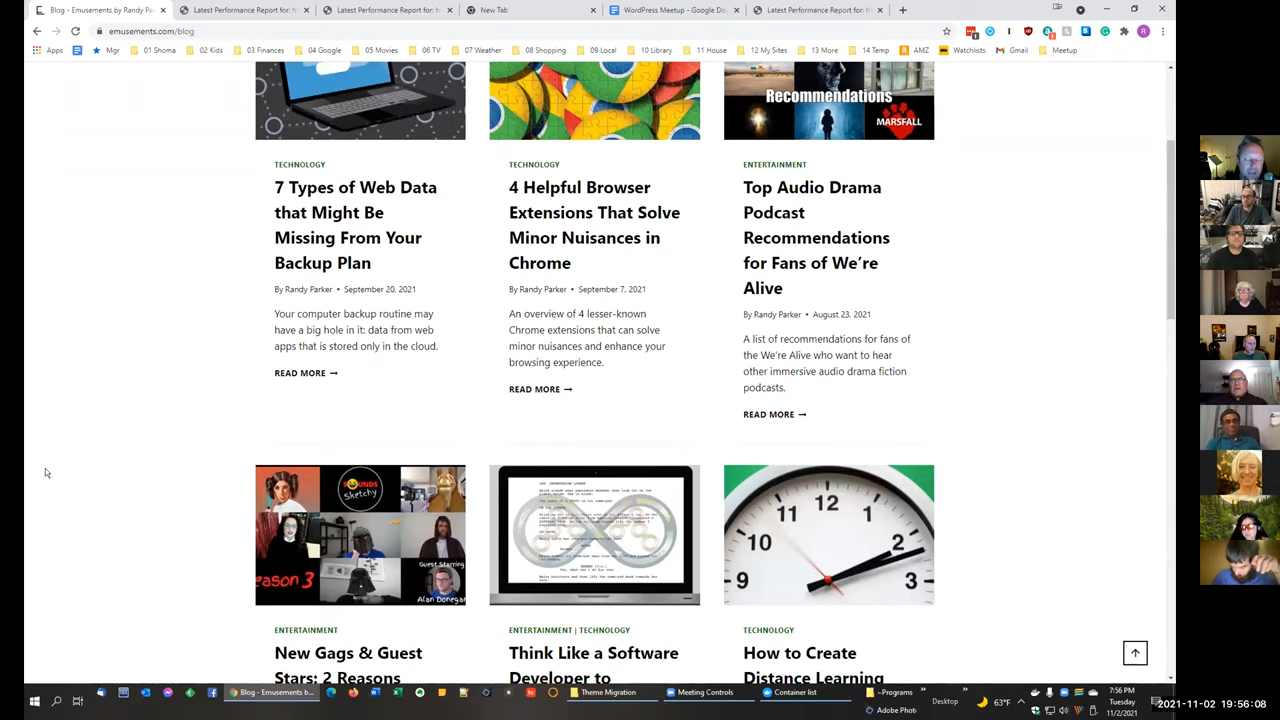 Blog - Emusements by Randy Par
Latest Performance Report for: h
Latest Performance Report for: h
New Tab
WordPress Meetup - Google Do
Latest Performance Report for: h
emusements.com/blog
Apps
Mgr
01 Shoma
02 Kids
03 Finances
04 Google
05 Movies
06 TV
07 Weather
08 Shopping
09 Local
10 Library
11 House
12 My Sites
13 More
14 Temp
AMZ
Watchlists
Gmail
Meetup
Recommendations
MARSFALL
TECHNOLOGY
7 Types of Web Data
that Might Be
Missing From Your
Backup Plan
By Randy Parker • September 20, 2021
Your computer backup routine may
have a big hole in it: data from web
apps that is stored only in the cloud.
READ MORE →
TECHNOLOGY
4 Helpful Browser
Extensions That Solve
Minor Nuisances in
Chrome
By Randy Parker • September 7, 2021
An overview of 4 lesser-known
Chrome extensions that can solve
minor nuisances and enhance your
browsing experience.
READ MORE →
ENTERTAINMENT
Top Audio Drama
Podcast
Recommendations
for Fans of We’re
Alive
By Randy Parker • August 23, 2021
A list of recommendations for fans of
the We’re Alive who want to hear
other immersive audio drama fiction
podcasts.
READ MORE →
SOUNDS
Sketchy
eason 3
Guest Starring
Alan Donegan
12
11
10
9
2
3
ENTERTAINMENT
New Gags & Guest
Stars: 2 Reasons
ENTERTAINMENT | TECHNOLOGY
Think Like a Software
Developer to
TECHNOLOGY
How to Create
Distance Learning
Blog - Emusements b...
Theme Migration
Meeting Controls
Container list
~Programs
Adobe Phot
Desktop
63°F
7:56 PM
Tuesday
11/2/2021
2021-11-02 19:56:08